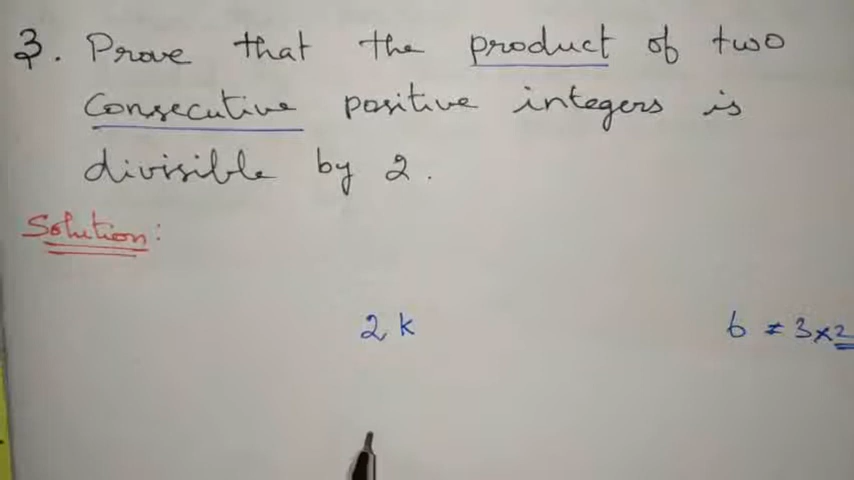 3. Prove that the product of two
consecutive positive integers is
divisible by 2.
Solution:
2k 6 = 3×2